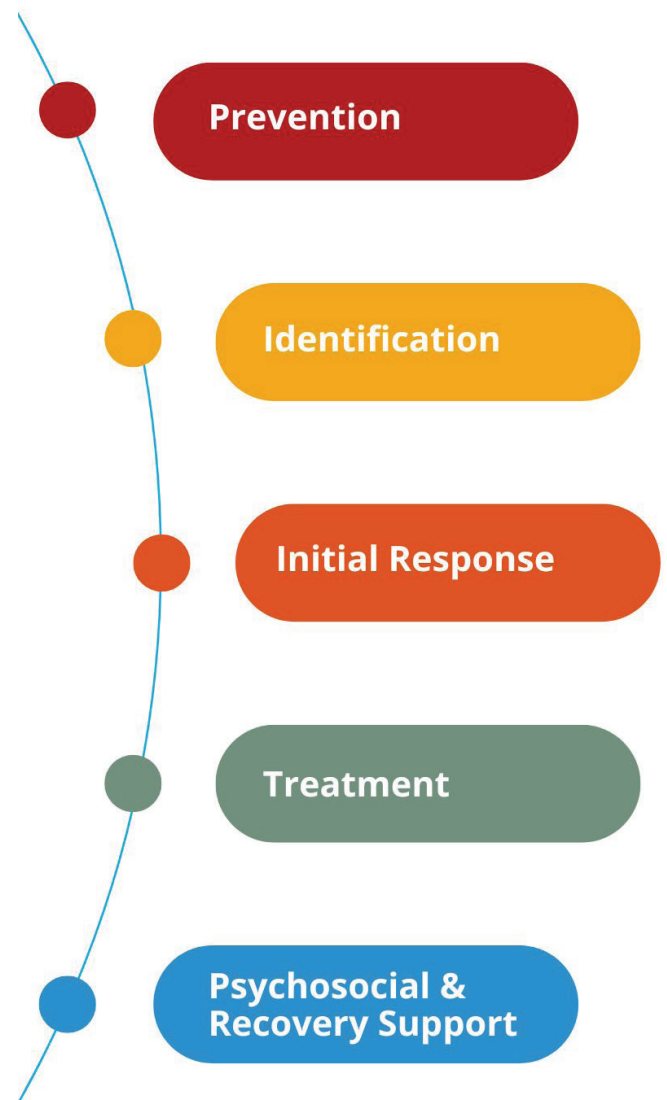 Prevention
Identification
Initial Response
Treatment
Psychosocial &
Recovery Support